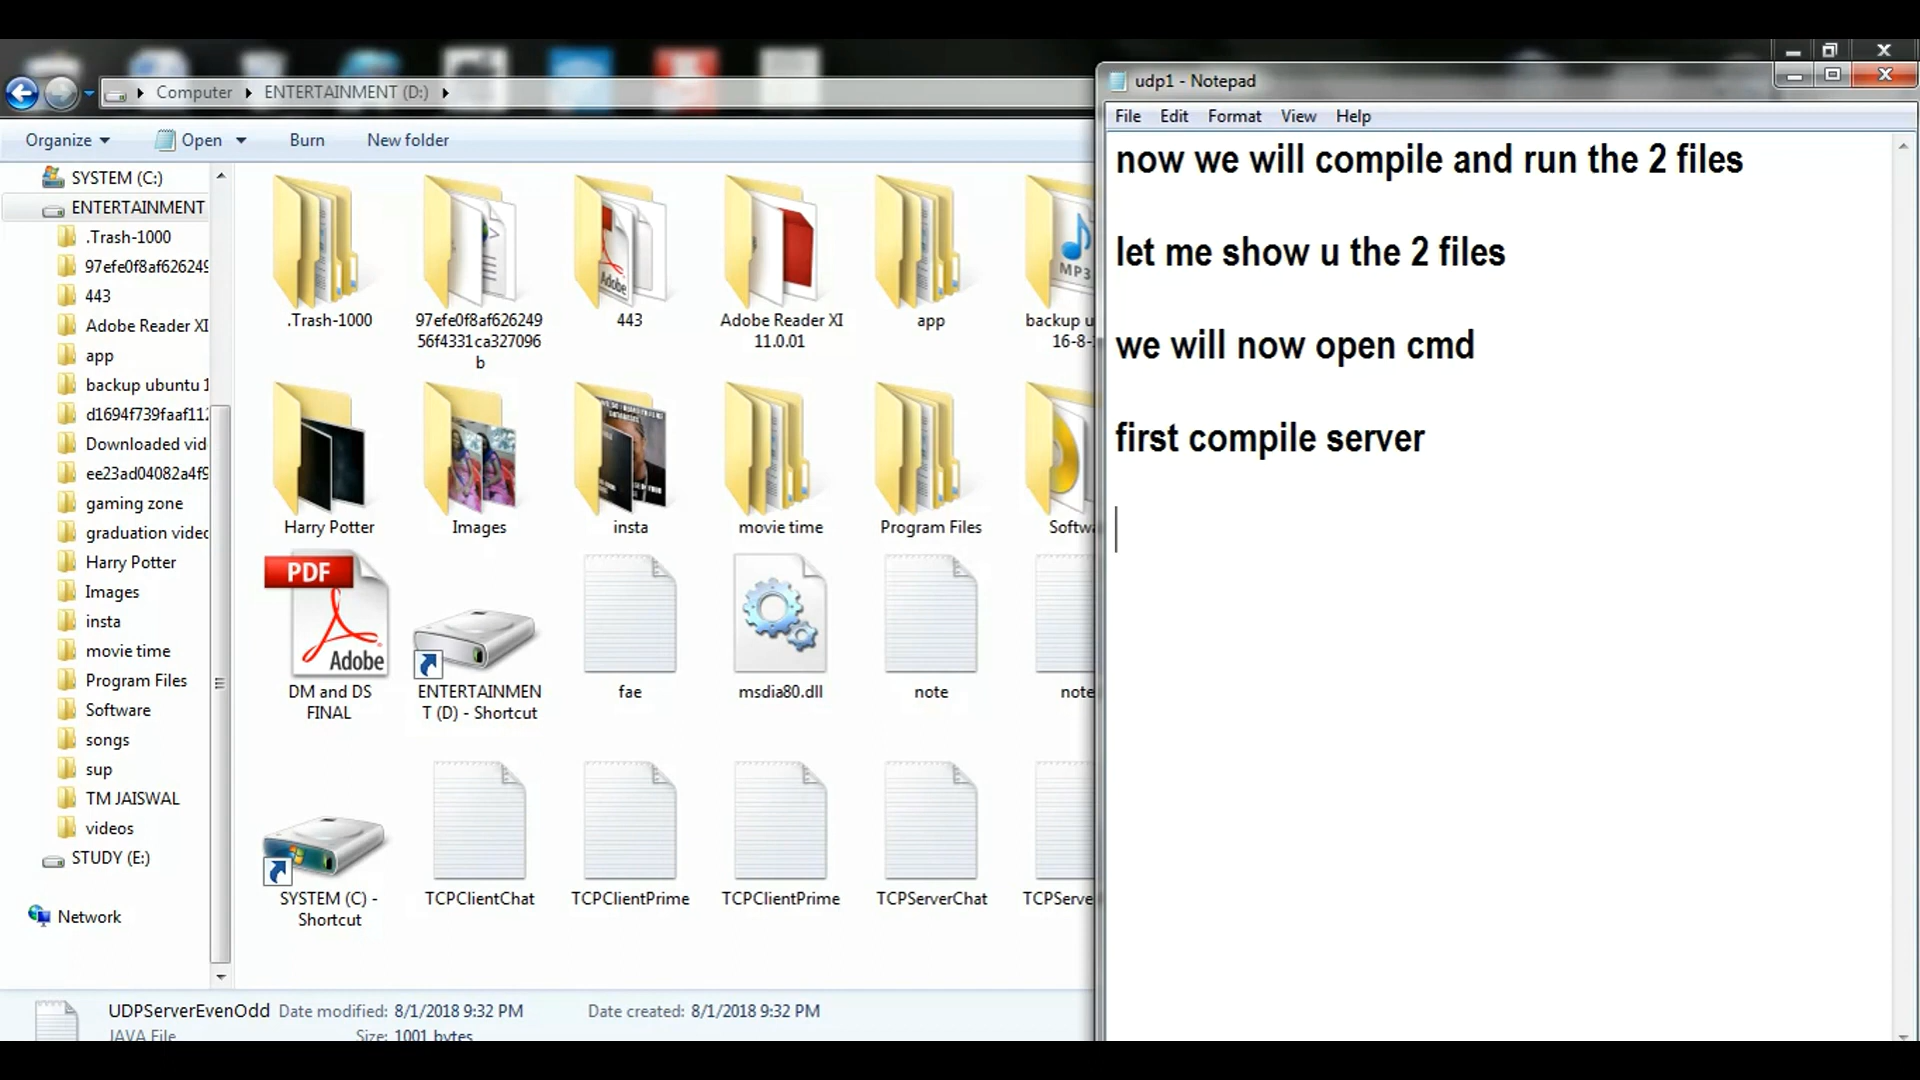 Computer ENTERTAINMENT (D:)
Organize Open Burn New folder
SYSTEM (C:)
ENTERTAINMENT
.Trash-1000
97efe0f8af626249
443
Adobe Reader XI
app
backup ubuntu 1
d1694f739faaf112
Downloaded vid
ee23ad04082a4f9
gaming zone
graduation video
Harry Potter
Images
insta
movie time
Program Files
Software
songs
sup
TM JAISWAL
videos
STUDY (E:)
Network
.Trash-1000
97efe0f8af626249
56f4331ca327096
b
443
Adobe
Adobe Reader XI
11.0.01
app
MP3
backup u
16-8-
Harry Potter
Images
insta
movie time
Program Files
Softwa
PDF
Adobe
DM and DS
FINAL
ENTERTAINMEN
T (D) - Shortcut
fae
msdia80.dll
note
note
SYSTEM (C) -
Shortcut
TCPClientChat
TCPClientPrime
TCPClientPrime
TCPServerChat
TCPServe
UDPServerEvenOdd Date modified: 8/1/2018 9:32 PM Date created: 8/1/2018 9:32 PM
JAVA File Size: 1001 bytes
udp1 - Notepad
File Edit Format View Help
now we will compile and run the 2 files
let me show u the 2 files
we will now open cmd
first compile server